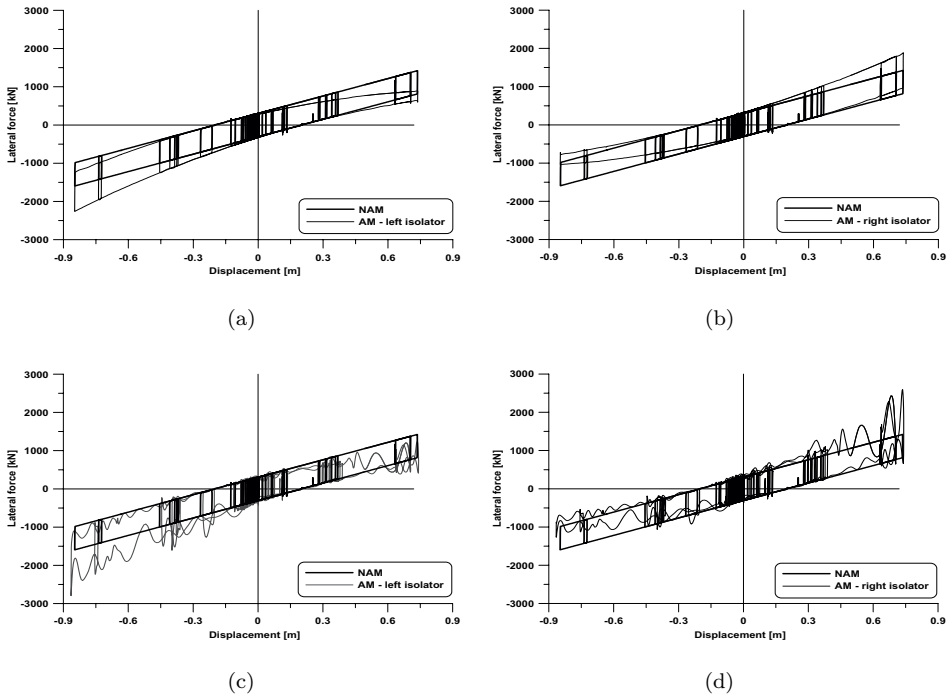 3000
2000
1000
0
-1000
-2000
-3000
Lateral force [kN]
-0.9
-0.6
-0.3
0
0.3
0.6
0.9
Displacement [m]
NAM
AM - left isolator
(a)
3000
2000
1000
0
-1000
-2000
-3000
Lateral force [kN]
-0.9
-0.6
-0.3
0
0.3
0.6
0.9
Displacement [m]
NAM
AM - right isolator
(b)
3000
2000
1000
0
-1000
-2000
-3000
Lateral force [kN]
-0.9
-0.6
-0.3
0
0.3
0.6
0.9
Displacement [m]
NAM
AM - left isolator
(c)
3000
2000
1000
0
-1000
-2000
-3000
Lateral force [kN]
-0.9
-0.6
-0.3
0
0.3
0.6
0.9
Displacement [m]
NAM
AM - right isolator
(d)